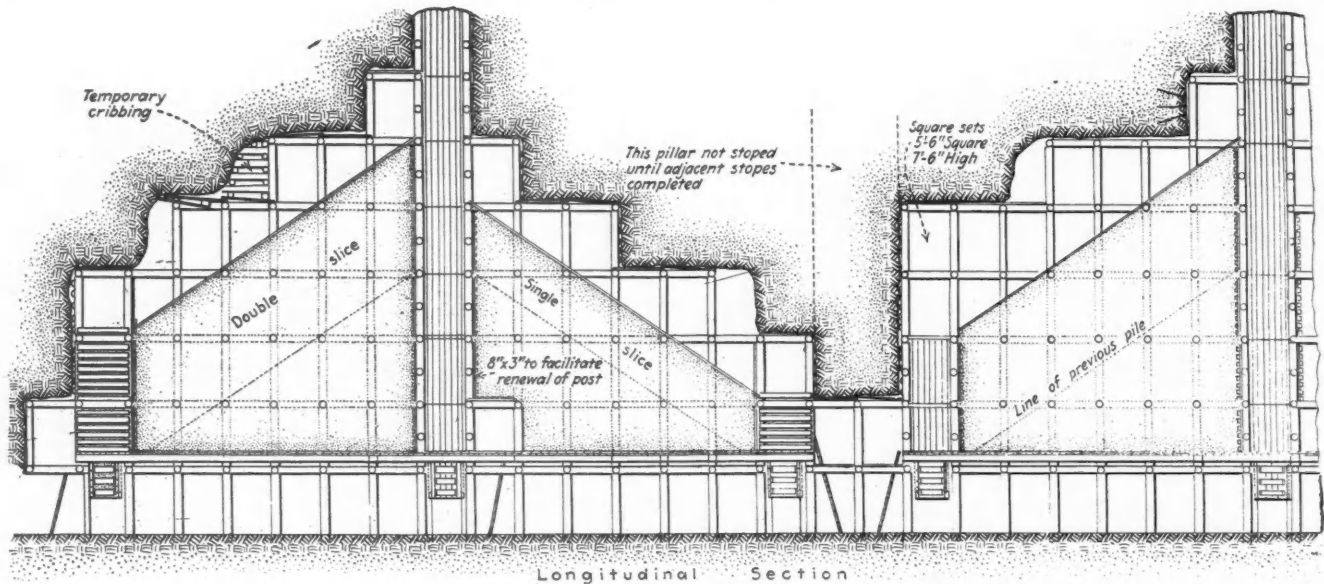 Temporary
cribbing
This pillar not stoped
until adjacent stopes
completed
Square sets
5'-6" Square
7'-6" High
Double slice
Single slice
8"x3" to facilitate
renewal of post
Line of previous pile
Longitudinal Section